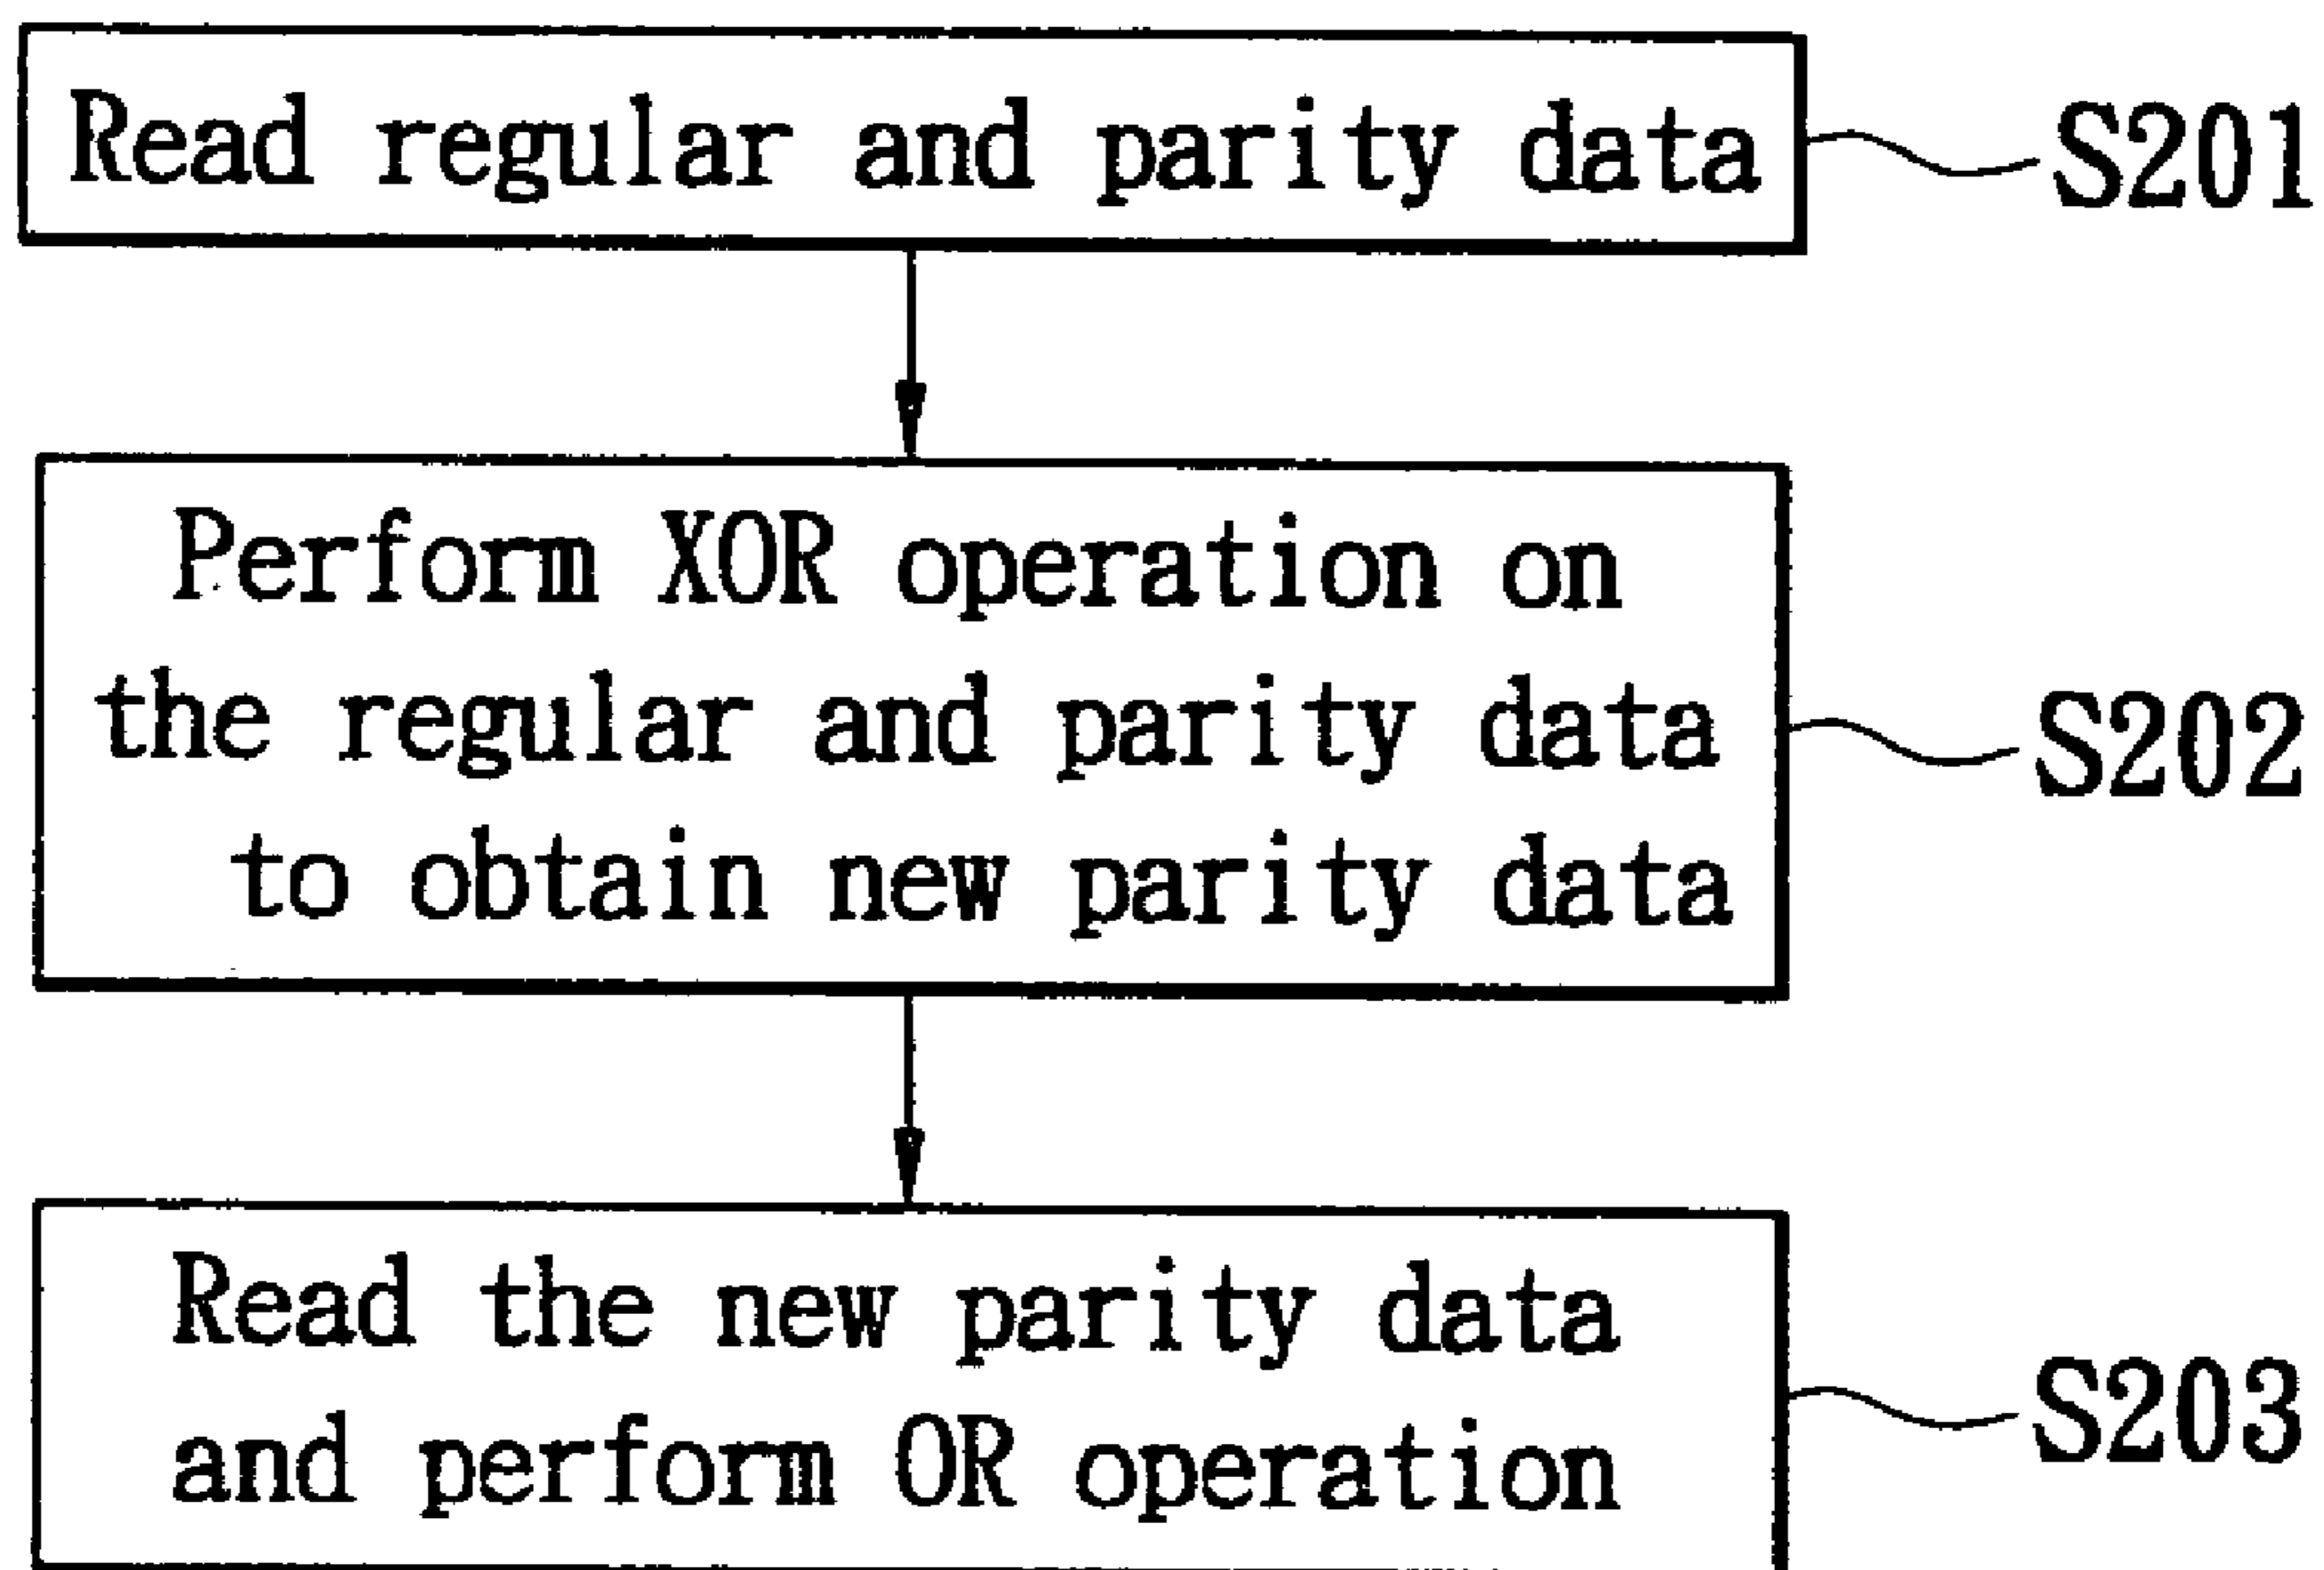 Read regular and parity data
S201
Perform XOR operation on
the regular and parity data
to obtain new parity data
S202
Read the new parity data
and perform OR operation
S203